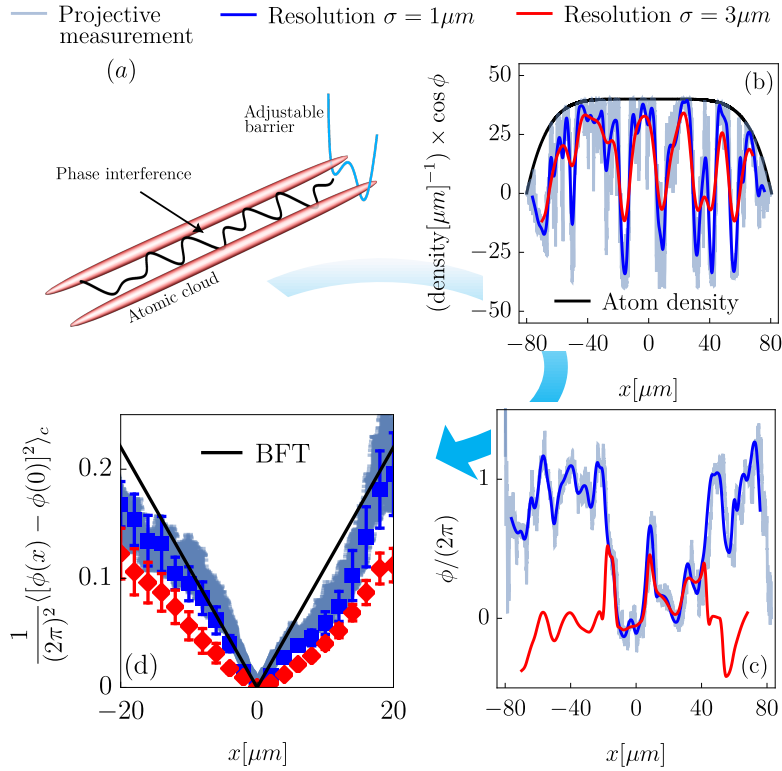 Projective
measurement
Resolution σ = 1μm
Resolution σ = 3μm
(a)
Adjustable
barrier
Phase interference
Atomic cloud
(b)
(density[μm]⁻¹) × cos ϕ
50
25
0
−25
−50
Atom density
−80
−40
0
40
80
x[μm]
1/(2π)² ⟨[ϕ(x) − ϕ(0)]²⟩c
0.2
0.1
0
BFT
(d)
−20
0
20
x[μm]
ϕ/(2π)
1
0
(c)
−80
−40
0
40
80
x[μm]